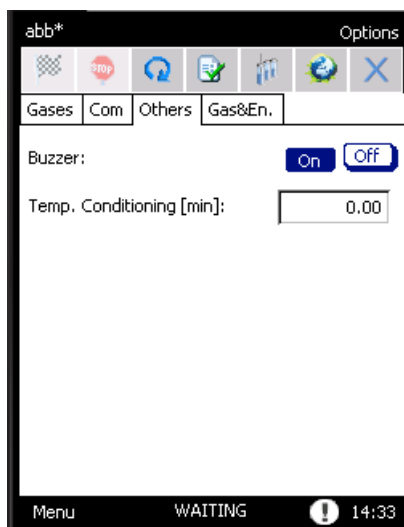 abb* Options
STOP
Gases Com Others Gas&En.
Buzzer: On Off
Temp. Conditioning [min]: 0.00
Menu WAITING ! 14:33